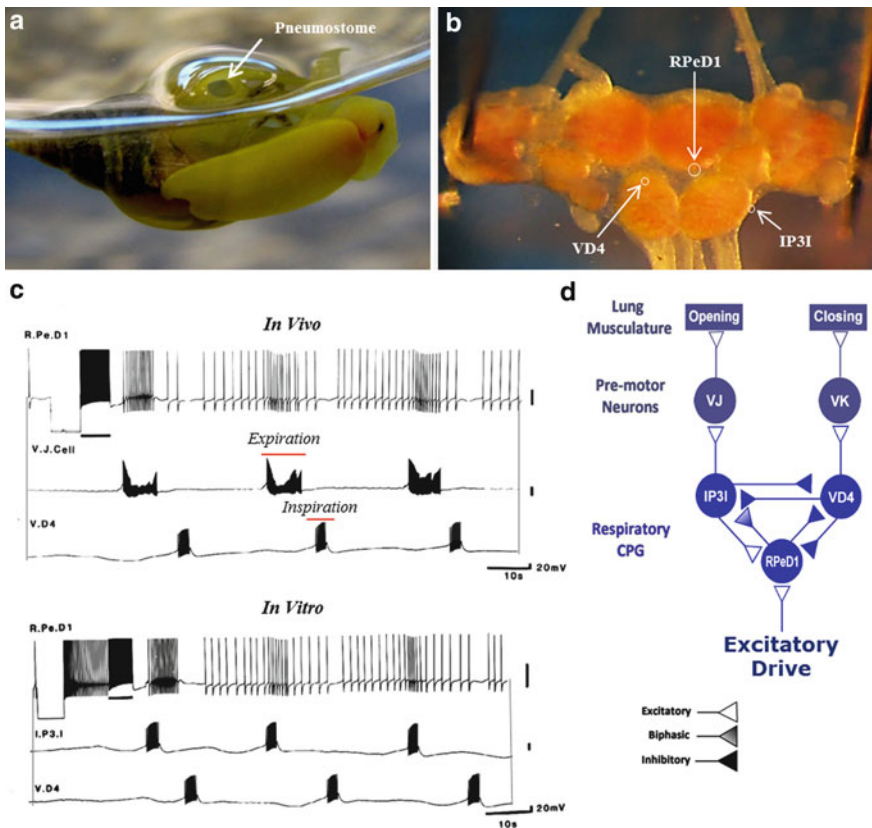 a
Pneumostome
b
RPeD1
VD4
IP3I
c
In Vivo
R.Pe.D1
V.J.Cell
Expiration
Inspiration
V.D4
10s
20mV
In Vitro
R.Pe.D1
I.P3.I
V.D4
20mV
10s
d
Lung
Musculature
Opening
Closing
Pre-motor
Neurons
VJ
VK
IP3I
VD4
Respiratory
CPG
RPeD1
Excitatory
Drive
Excitatory
Biphasic
Inhibitory